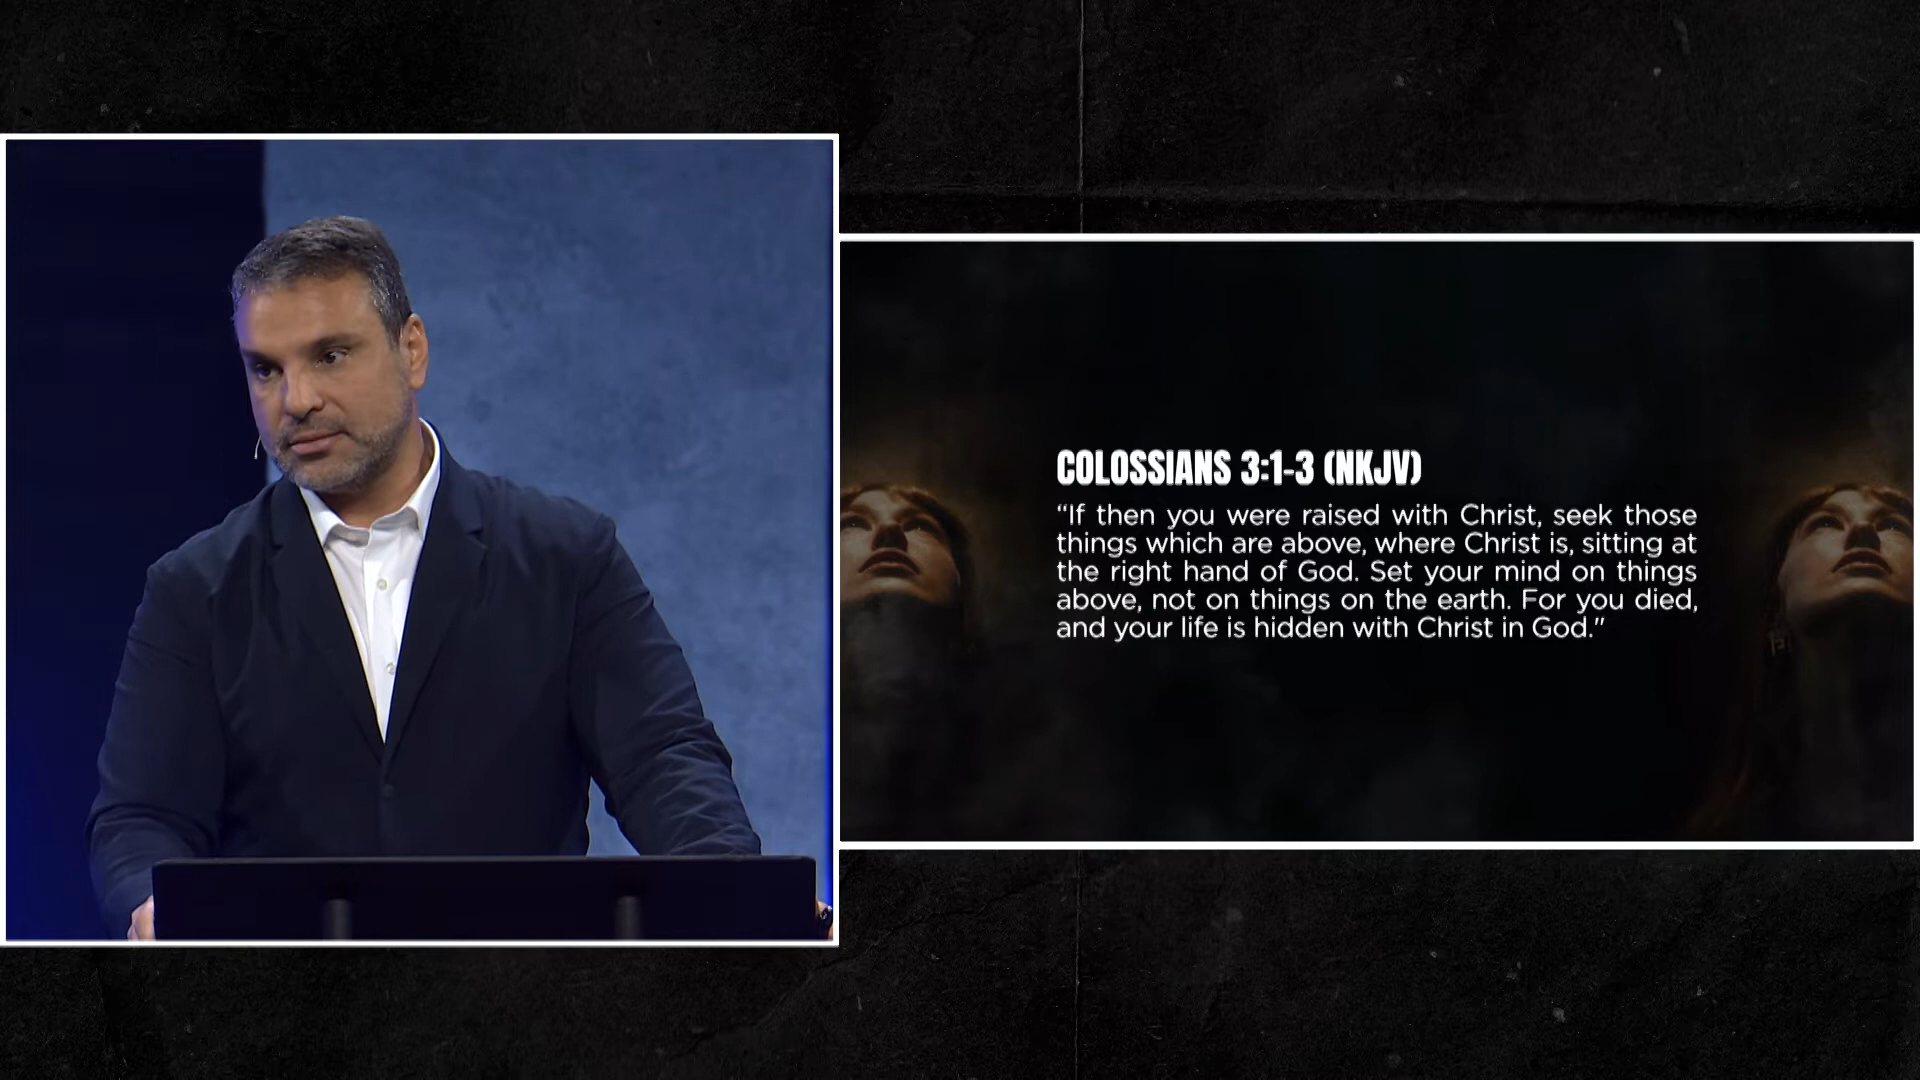 COLOSSIANS 3:1-3 (NKJV)
“If then you were raised with Christ, seek those
things which are above, where Christ is, sitting at
the right hand of God. Set your mind on things
above, not on things on the earth. For you died,
and your life is hidden with Christ in God.”